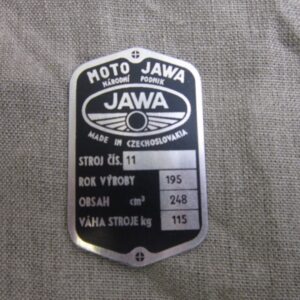 MOTO JAWA
NÁRODNÍ PODNIK
JAWA
MADE IN CZECHOSLOVAKIA
STROJ ČÍS. 11
ROK VÝROBY 195
OBSAH cm³ 248
VÁHA STROJE kg 115